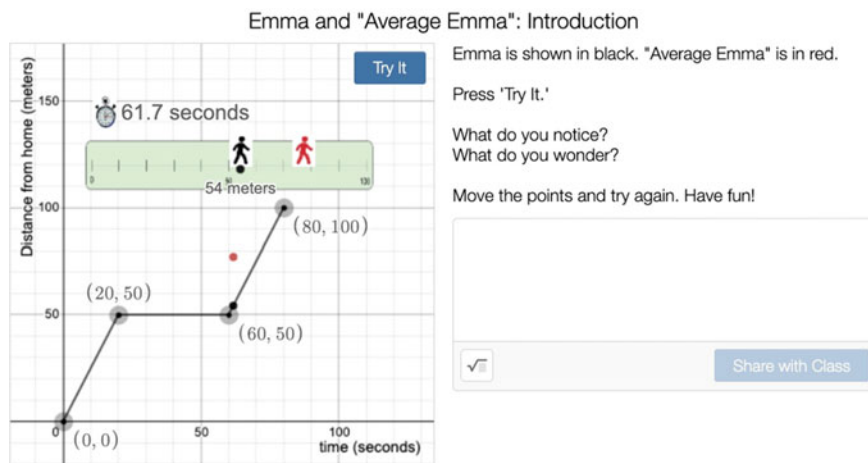 Emma and "Average Emma": Introduction
Distance from home (meters)
Try It
150
61.7 seconds
0
100
54 meters
100
(80, 100)
(20, 50)
50
(60, 50)
0
(0, 0)
50
100
time (seconds)
Emma is shown in black. "Average Emma" is in red.
Press 'Try It.'
What do you notice?
What do you wonder?
Move the points and try again. Have fun!
√
Share with Class